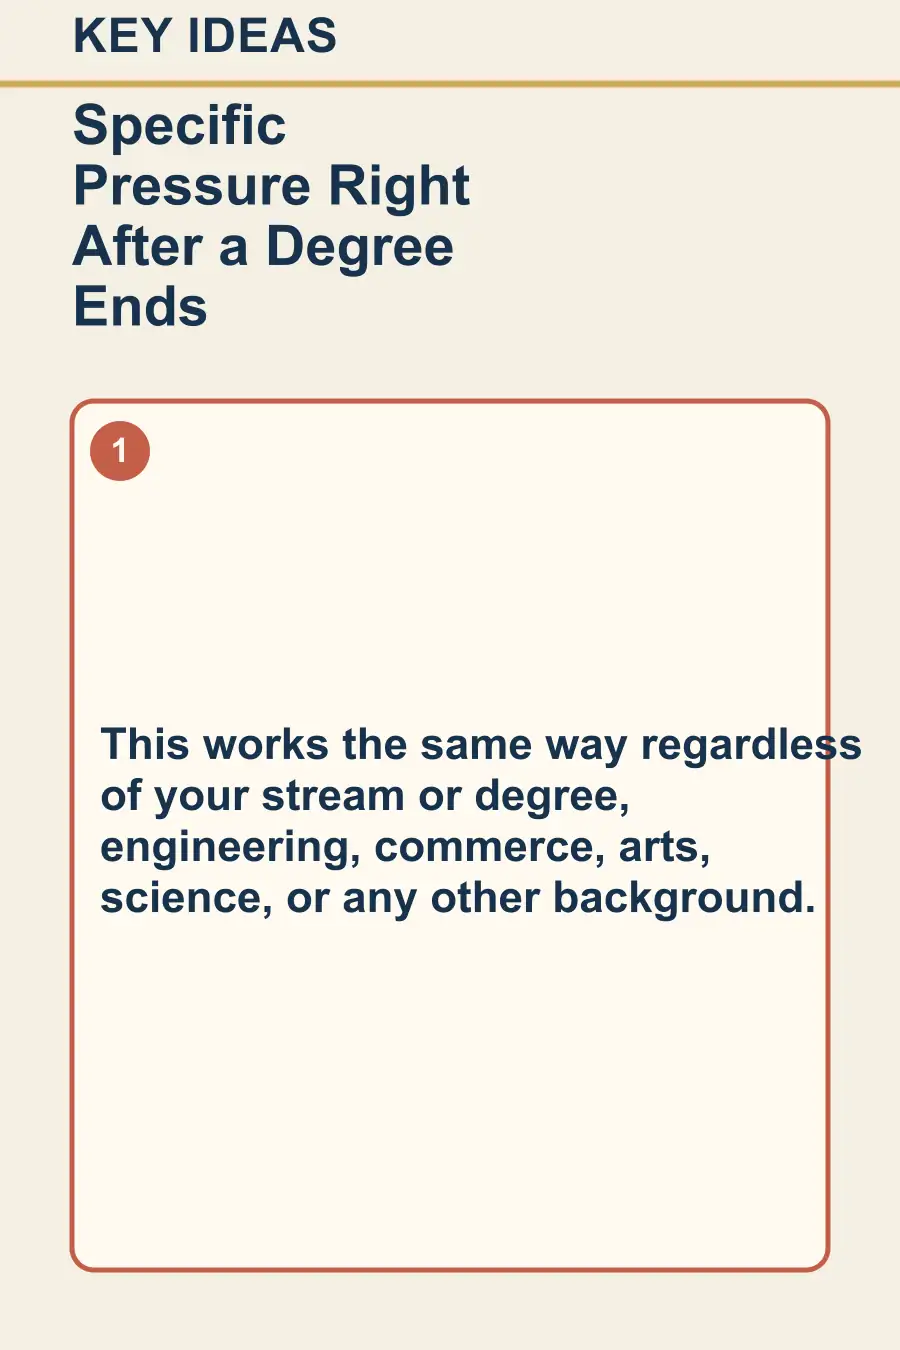 KEY IDEAS
Specific
Pressure Right
After a Degree
Ends
1
This works the same way regardless
of your stream or degree,
engineering, commerce, arts,
science, or any other background.